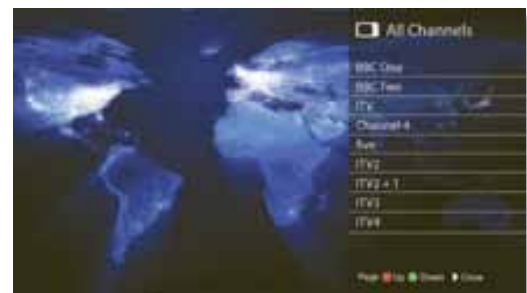 All Channels
BBC One
BBC Two
ITV
Channel 4
five
ITV2
ITV2 + 1
ITV3
ITV4
Page Up Down Close